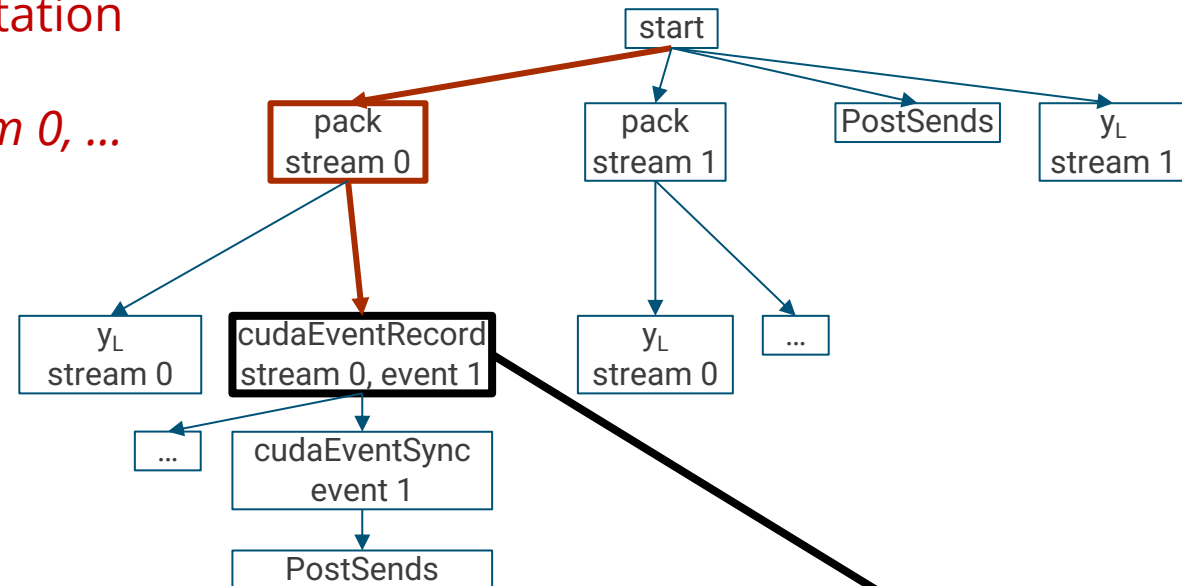 tation
m 0, ...
start
pack
stream 0
pack
stream 1
PostSends
yL
stream 1
yL
stream 0
cudaEventRecord
stream 0, event 1
yL
stream 0
...
...
cudaEventSync
event 1
PostSends